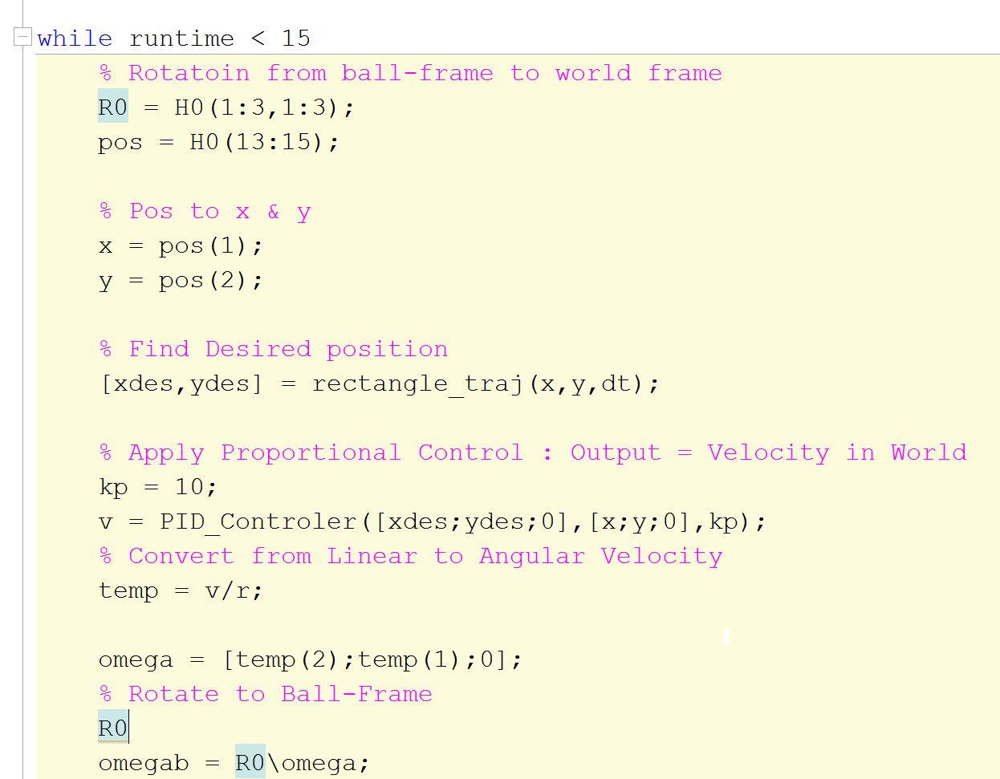 while runtime < 15
% Rotatoin from ball-frame to world frame
R0 = H0(1:3,1:3);
pos = H0(13:15);
% Pos to x & y
x = pos(1);
y = pos(2);
% Find Desired position
[xdes,ydes] = rectangle_traj(x,y,dt);
% Apply Proportional Control : Output = Velocity in World
kp = 10;
v = PID_Controler([xdes;ydes;0],[x;y;0],kp);
% Convert from Linear to Angular Velocity
temp = v/r;
omega = [temp(2);temp(1);0];
% Rotate to Ball-Frame
R0
omegab = R0\omega;